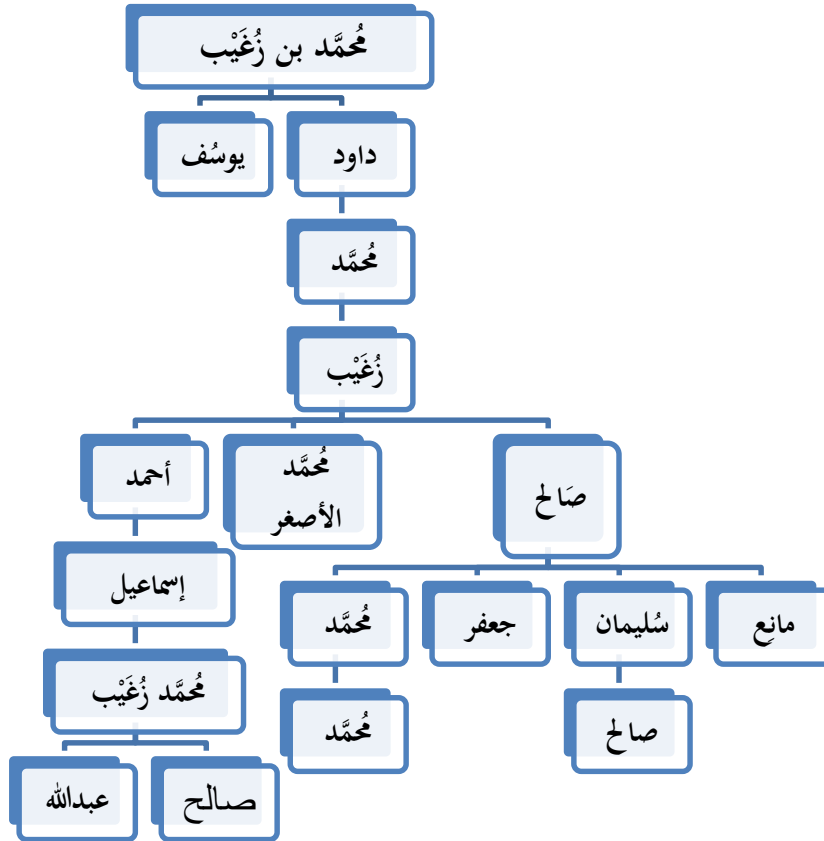 مُحمَّد بن زُغَيْب
داود
يوسُف
مُحمَّد
زُغَيْب
صَالح
مُحمَّد
الأصغر
أحمد
مانِع
سُليمان
جعفر
مُحمَّد
إسماعيل
صالح
مُحمَّد
مُحمَّد زُغَيْب
صالح
عبدالله